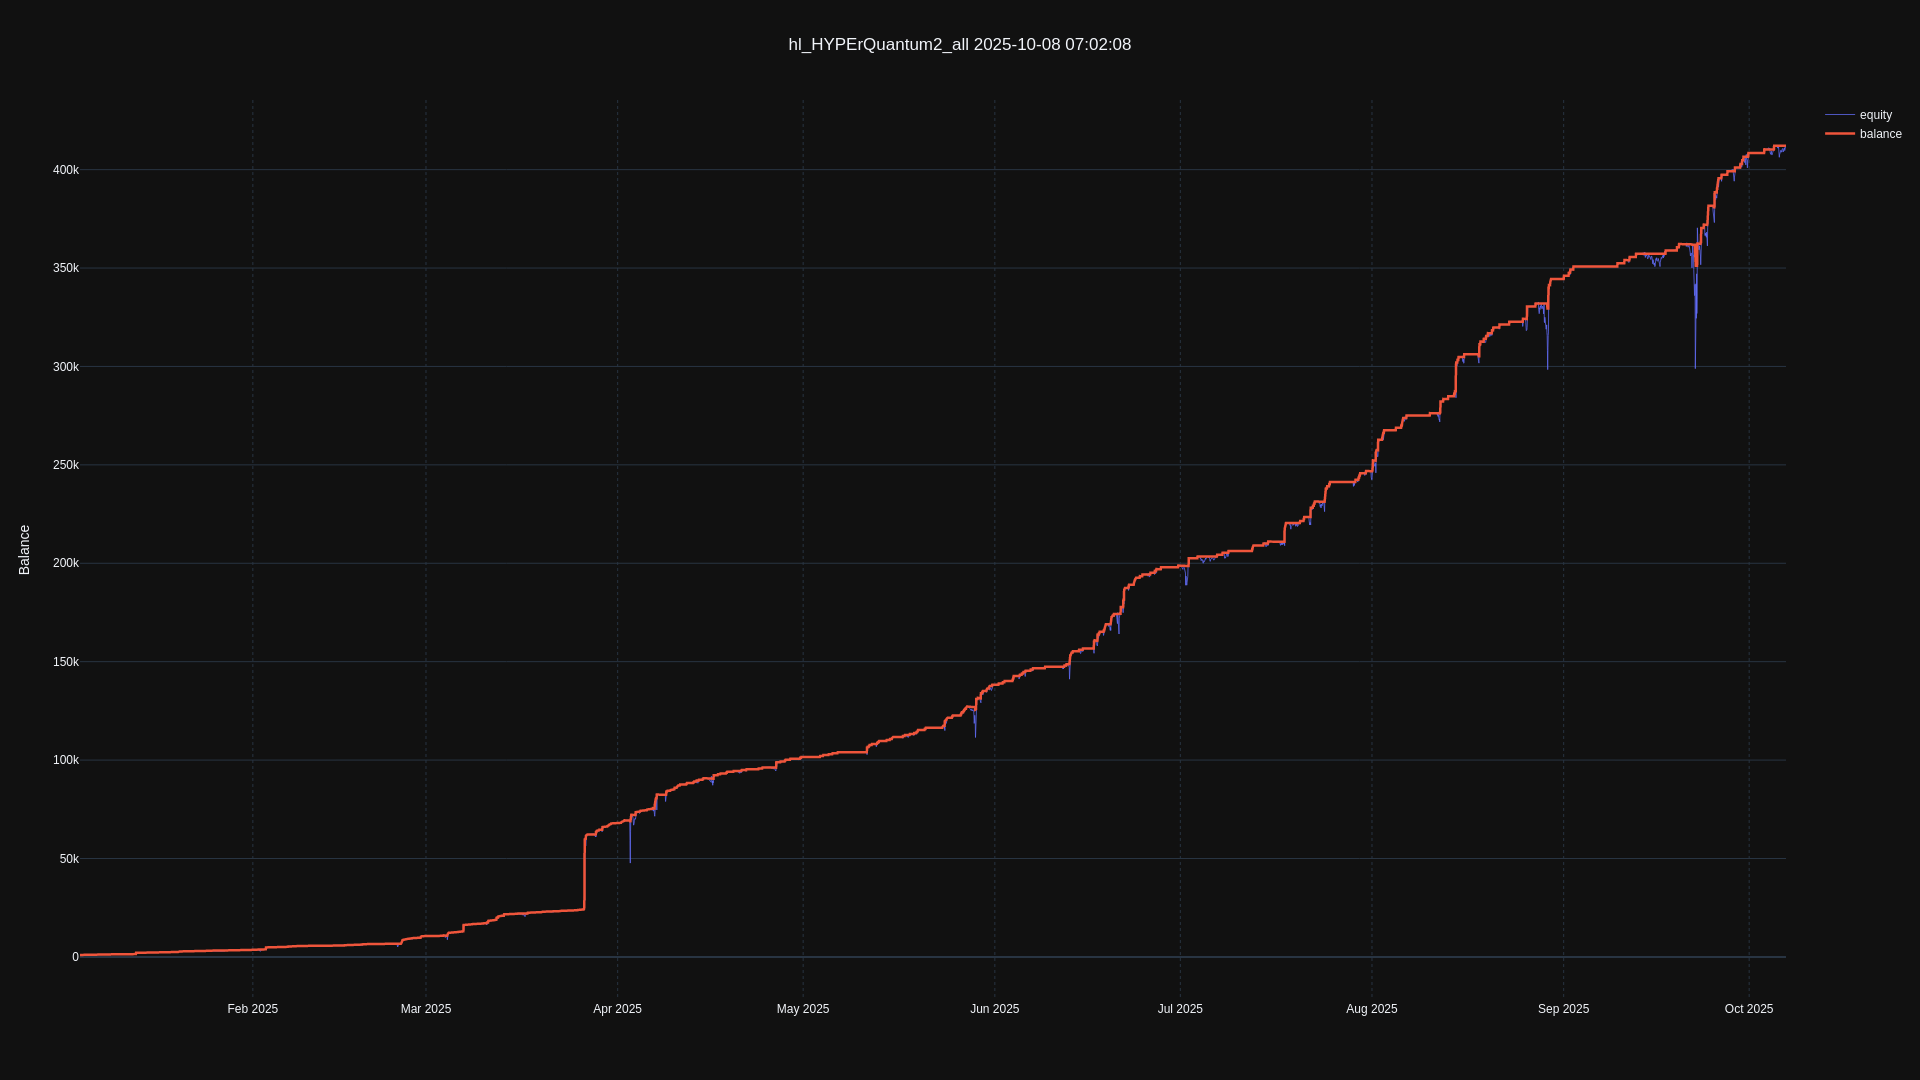 hl_HYPErQuantum2_all 2025-10-08 07:02:08
equity
balance
Balance
400k
350k
300k
250k
200k
150k
100k
50k
0
Feb 2025
Mar 2025
Apr 2025
May 2025
Jun 2025
Jul 2025
Aug 2025
Sep 2025
Oct 2025